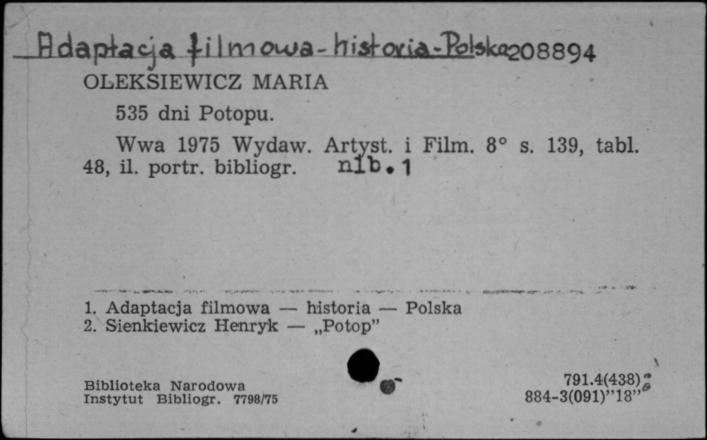 Adaptacja filmowa-historia-Polska208894
OLEKSIEWICZ MARIA
535 dni Potopu.
Wwa 1975 Wydaw. Artyst. i Film. 8° s. 139, tabl.
48, il. portr. bibliogr. nlb. 1
1. Adaptacja filmowa — historia — Polska
2. Sienkiewicz Henryk — „Potop”
Biblioteka Narodowa
Instytut Bibliogr. 7798/75
791.4(438)
884-3(091)”18”